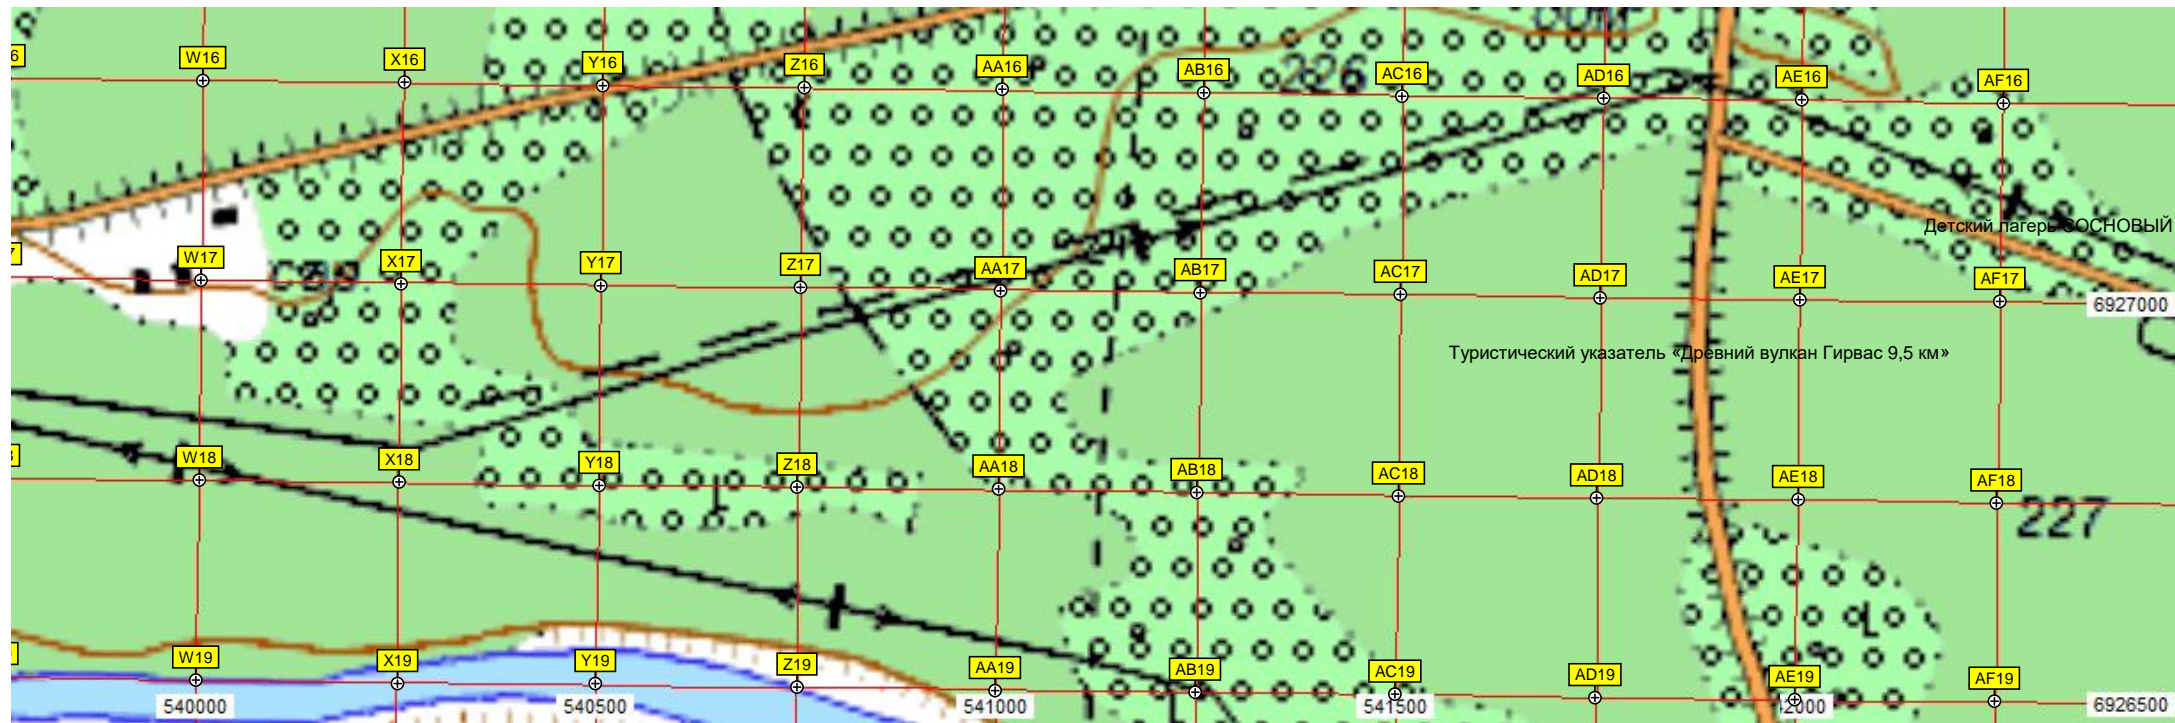 W16 X16 Y16 Z16 AA16 AB16 226 AC16 AD16 AE16 AF16
Детский лагерь СОСНОВЫЙ
W17 X17 Y17 Z17 AA17 AB17 AC17 AD17 AE17 AF17
6927000
Туристический указатель «Древний вулкан Гирвас 9,5 км»
W18 X18 Y18 Z18 AA18 AB18 AC18 AD18 AE18 AF18
227
W19 X19 Y19 Z19 AA19 AB19 AC19 AD19 AE19 AF19
540000 540500 541000 541500 6926500